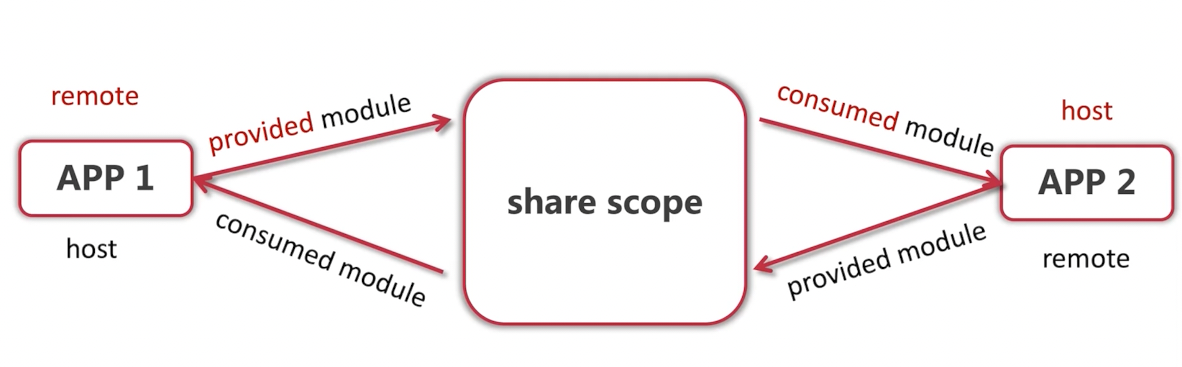 remote
APP 1
host
provided module
consumed module
share scope
consumed module
provided module
host
APP 2
remote